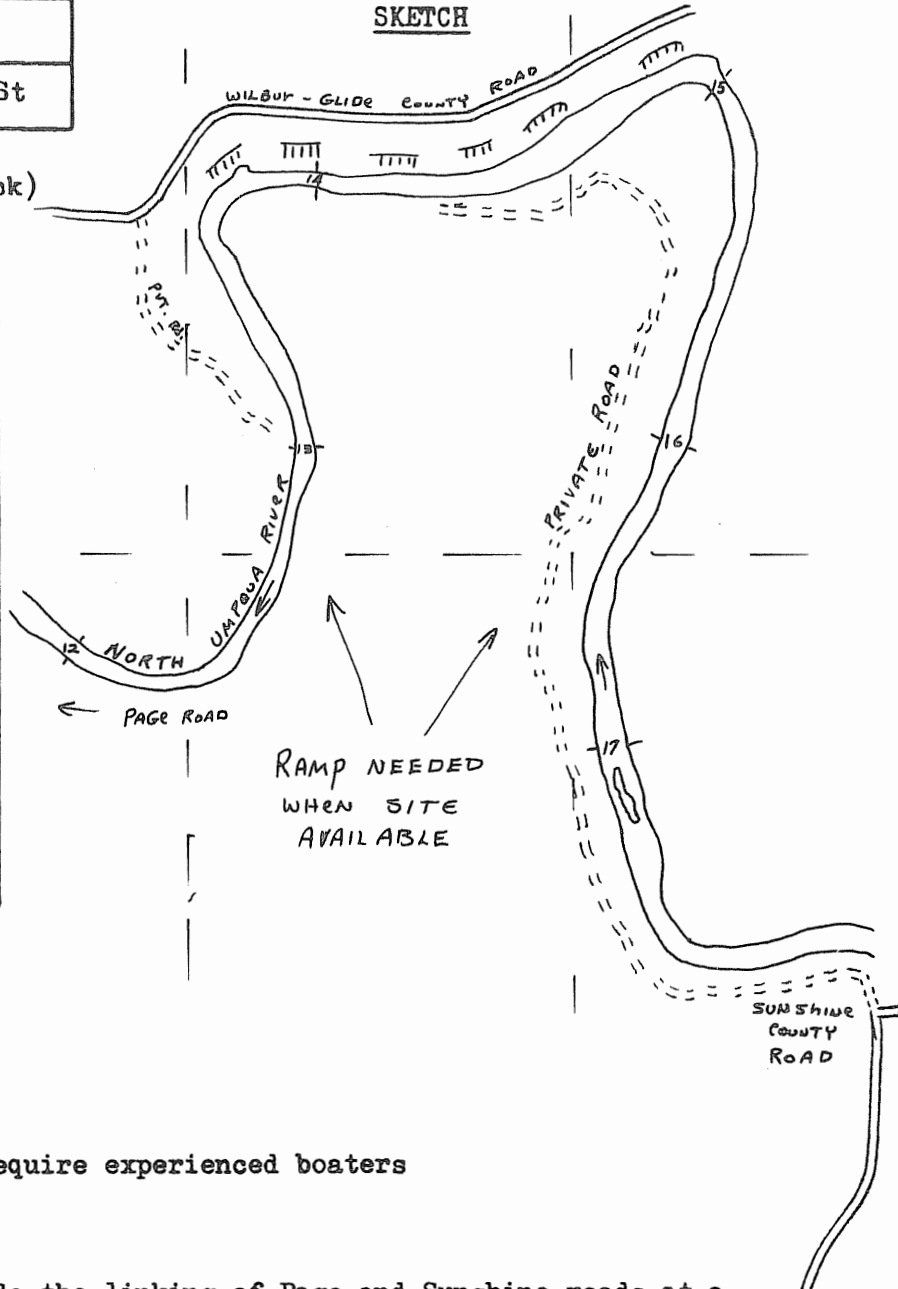 SKETCH
St
ok)
WILBUR - GLIDE COUNTY ROAD
15
14
PVT. RD.
PRIVATE ROAD
16
13
NORTH UMPQUA RIVER
12
PAGE ROAD
17
RAMP NEEDED
WHEN SITE
AVAILABLE
SUNSHINE
COUNTY
ROAD
equire experienced boaters
the linking of Page and Sunshine roads at a